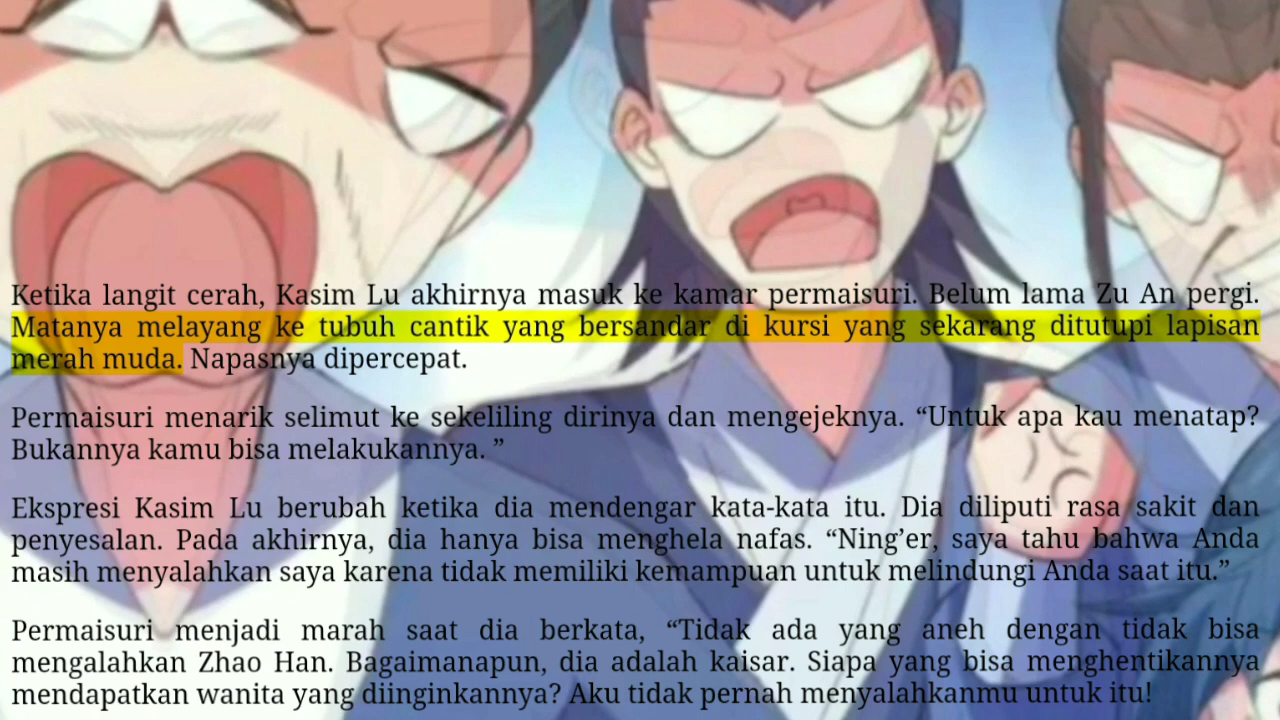 Ketika langit cerah, Kasim Lu akhirnya masuk ke kamar permaisuri. Belum lama Zu An pergi.
Matanya melayang ke tubuh cantik yang bersandar di kursi yang sekarang ditutupi lapisan
merah muda. Napasnya dipercepat.
Permaisuri menarik selimut ke sekeliling dirinya dan mengejeknya. “Untuk apa kau menatap?
Bukannya kamu bisa melakukannya. ”
Ekspresi Kasim Lu berubah ketika dia mendengar kata-kata itu. Dia diliputi rasa sakit dan
penyesalan. Pada akhirnya, dia hanya bisa menghela nafas. “Ning’er, saya tahu bahwa Anda
masih menyalahkan saya karena tidak memiliki kemampuan untuk melindungi Anda saat itu.”
Permaisuri menjadi marah saat dia berkata, “Tidak ada yang aneh dengan tidak bisa
mengalahkan Zhao Han. Bagaimanapun, dia adalah kaisar. Siapa yang bisa menghentikannya
mendapatkan wanita yang diinginkannya? Aku tidak pernah menyalahkanmu untuk itu!